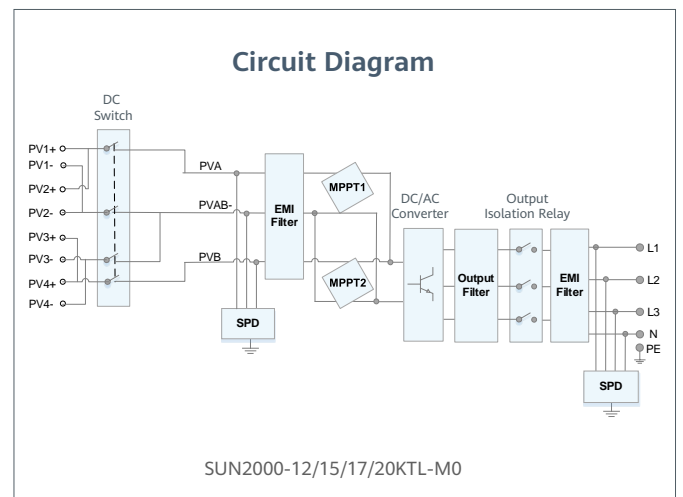 Circuit Diagram
DC
Switch
PV1+
PV1-
PV2+
PV2-
PV3+
PV3-
PV4+
PV4-
PVA
PVAB-
PVB
EMI
Filter
MPPT1
MPPT2
SPD
DC/AC
Converter
Output
Filter
Output
Isolation Relay
EMI
Filter
L1
L2
L3
N
PE
SPD
SUN2000-12/15/17/20KTL-M0